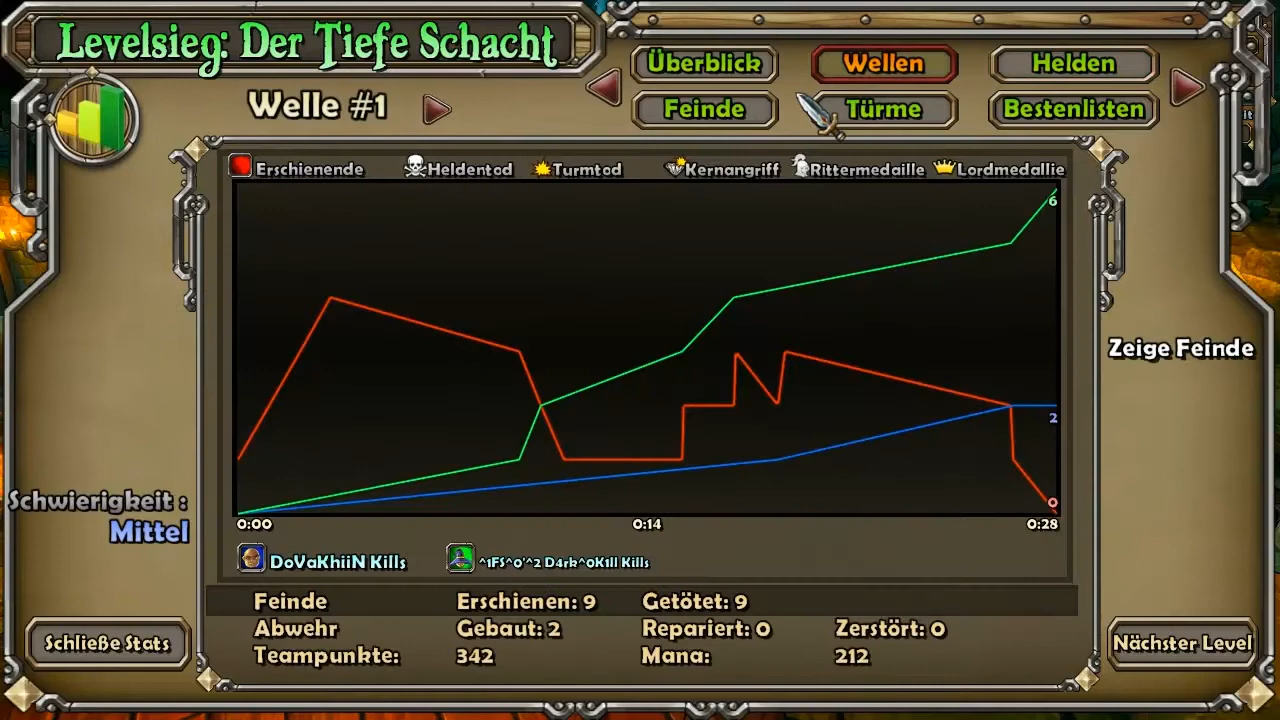 Levelsieg: Der Tiefe Schacht
Überblick
Wellen
Helden
Welle #1
Feinde
Türme
Bestenlisten
Erschienende
Heldentod
Turmtod
Kernangriff
Rittermedaille
Lordmedallie
6
Zeige Feinde
2
Schwierigkeit :
Mittel
0
0:00
0:14
0:28
DoVaKhiiN Kills
^1FS^0'^2 D4rk^0K1ll Kills
Feinde Erschienen: 9 Getötet: 9
Abwehr Gebaut: 2 Repariert: 0 Zerstört: 0
Teampunkte: 342 Mana: 212
Schließe Stats
Nächster Level